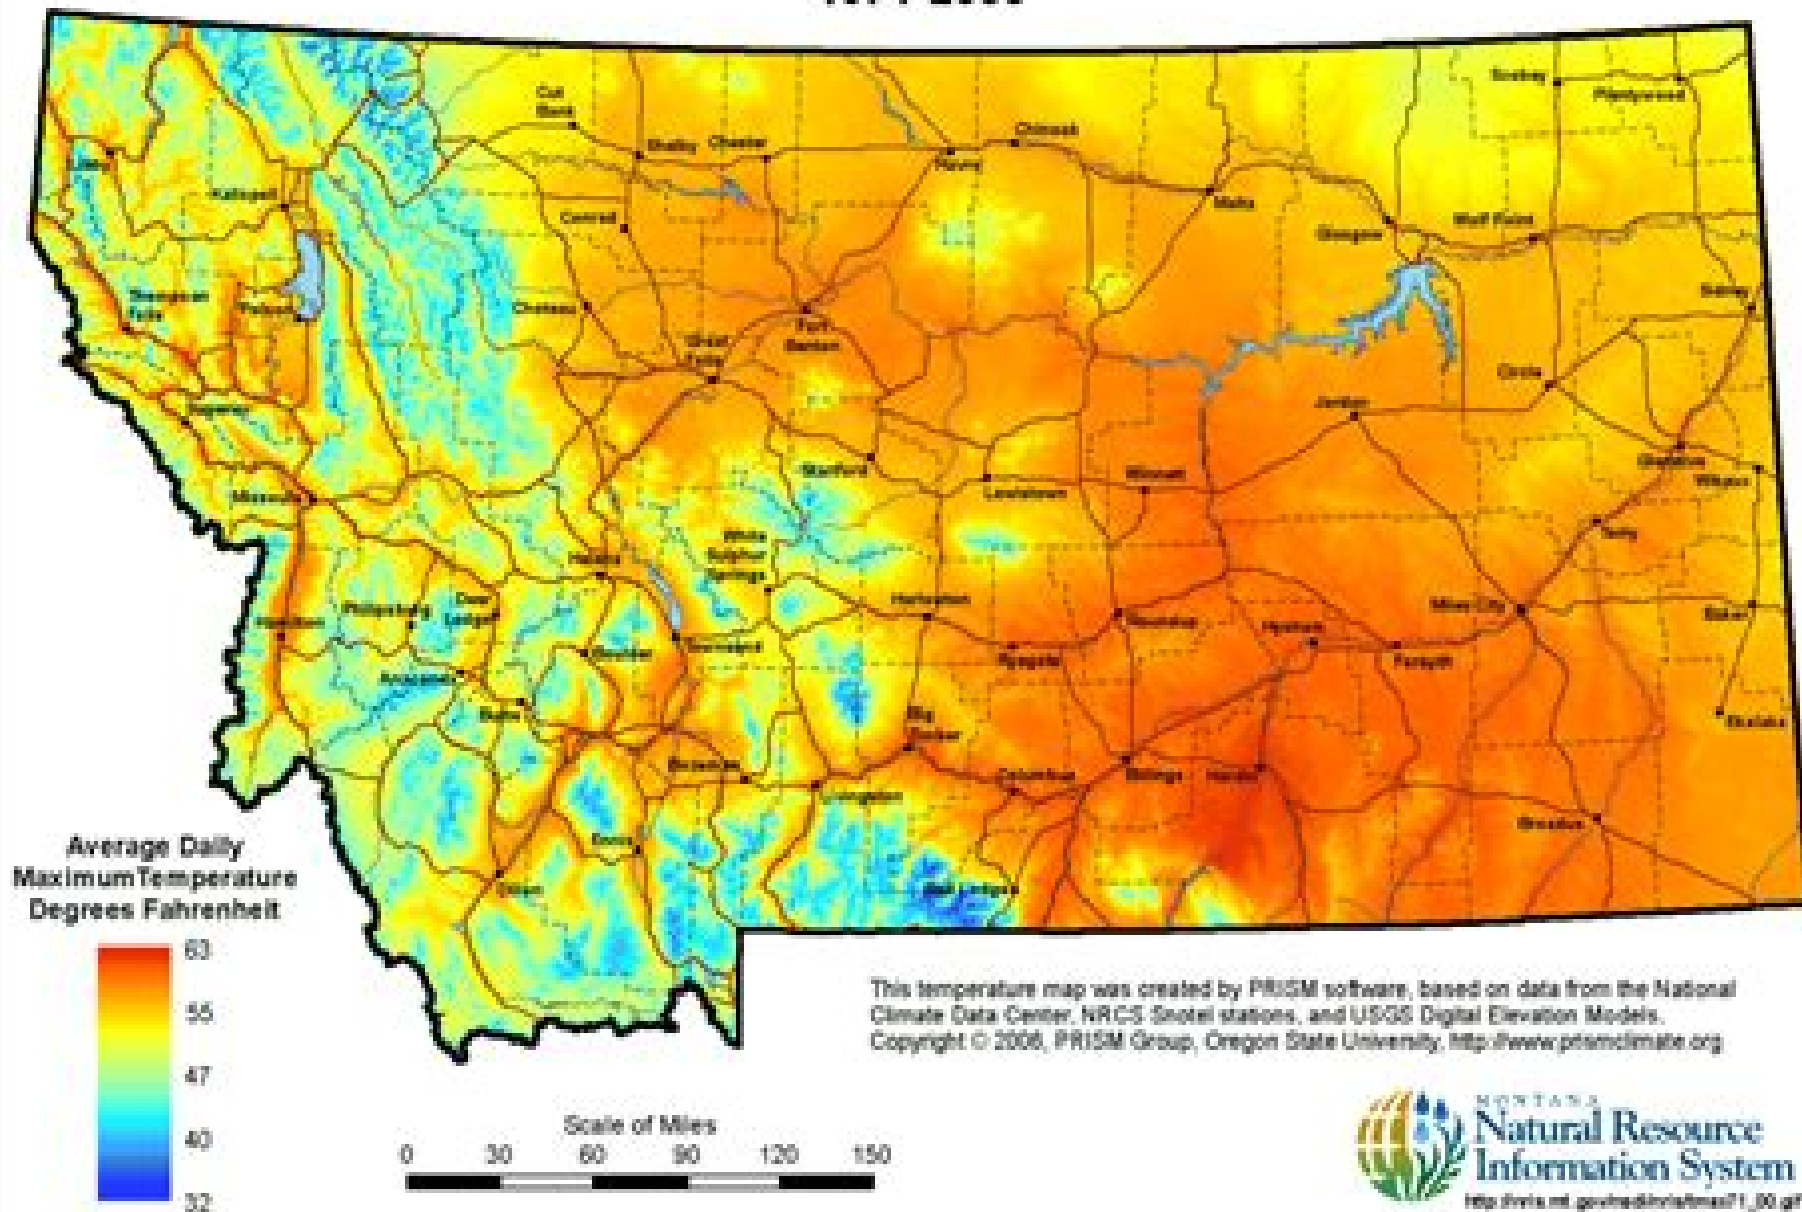 Scobey
Plentywood
Cut
Bank
Shelby Chester
Chinook
Havre
Libby
Kalispell
Malta
Conrad
Wolf Point
Glasgow
Thompson
Falls
Polson
Sidney
Choteau
Fort
Benton
Great
Falls
Circle
Superior
Jordan
Stanford
Glendive
Winnett
Lewistown
Wibaux
Missoula
Terry
White
Sulphur
Springs
Helena
Harlowton
Miles City
Philipsburg
Deer
Lodge
Baker
Hamilton
Roundup
Hysham
Townsend
Boulder
Ryegate
Forsyth
Anaconda
Butte
Big
Timber
Ekalaka
Bozeman
Columbus
Billings
Hardin
Livingston
Broadus
Ennis
Dillon
Red Lodge
Average Daily
Maximum Temperature
Degrees Fahrenheit
63
55
47
40
32
This temperature map was created by PRISM software, based on data from the National
Climate Data Center, NRCS Snotel stations, and USGS Digital Elevation Models.
Copyright © 2006, PRISM Group, Oregon State University, http://www.prismclimate.org
Scale of Miles
0 30 60 90 120 150
MONTANA
Natural Resource
Information System